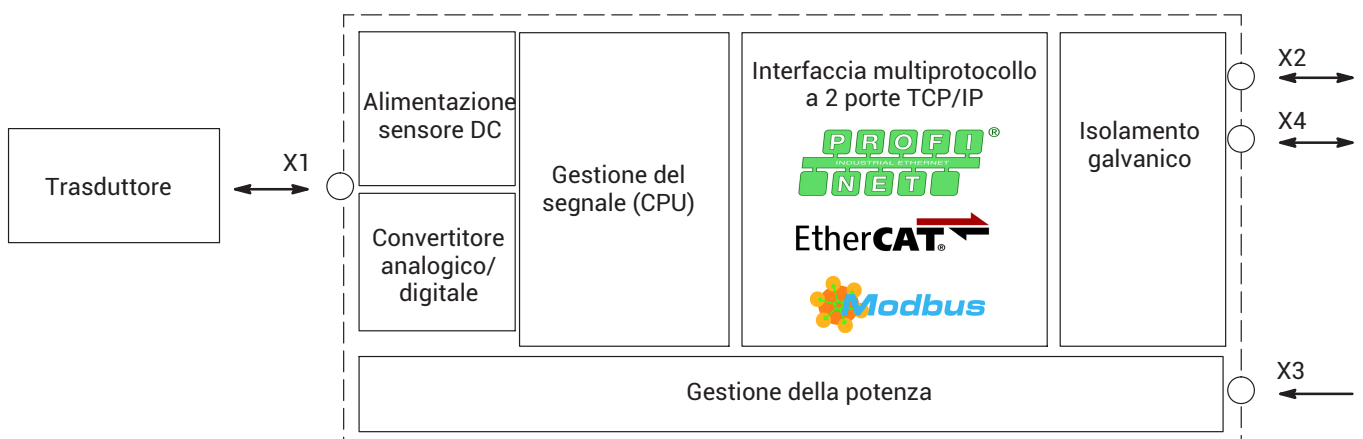 Trasduttore
X1
Alimentazione
sensore DC
Convertitore
analogico/
digitale
Gestione del
segnale (CPU)
Interfaccia multiprotocollo
a 2 porte TCP/IP
PROFI®
INDUSTRIAL ETHERNET
NET
EtherCAT®
Modbus
Isolamento
galvanico
X2
X4
Gestione della potenza
X3